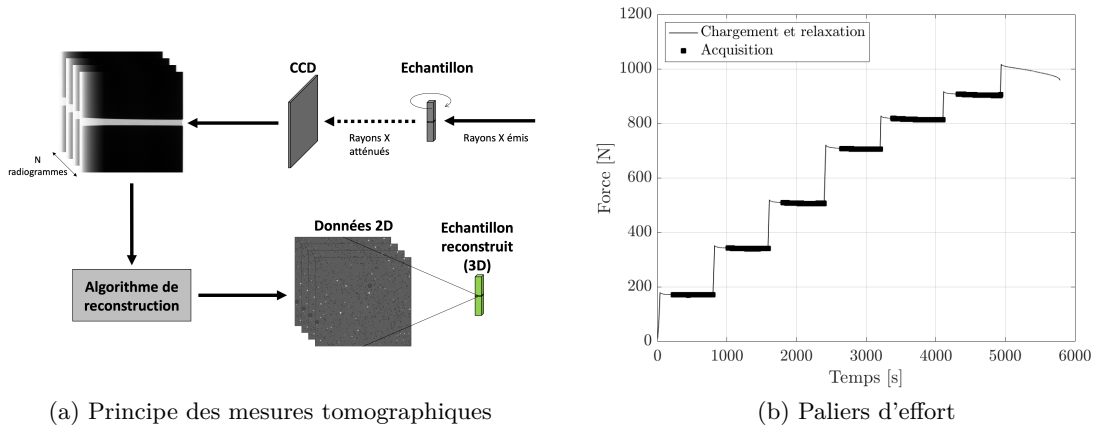 CCD
Echantillon
Rayons X
atténués
Rayons X émis
N
radiogrammes
Données 2D
Echantillon
reconstruit
(3D)
Algorithme de
reconstruction
(a) Principe des mesures tomographiques
1200
1000
800
600
400
200
0
Force [N]
Chargement et relaxation
Acquisition
0
1000
2000
3000
4000
5000
6000
Temps [s]
(b) Paliers d'effort